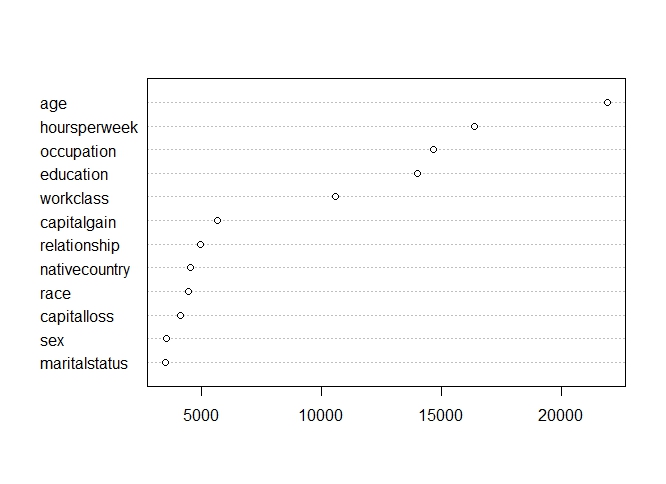 age
hoursperweek
occupation
education
workclass
capitalgain
relationship
nativecountry
race
capitalloss
sex
maritalstatus
5000 10000 15000 20000